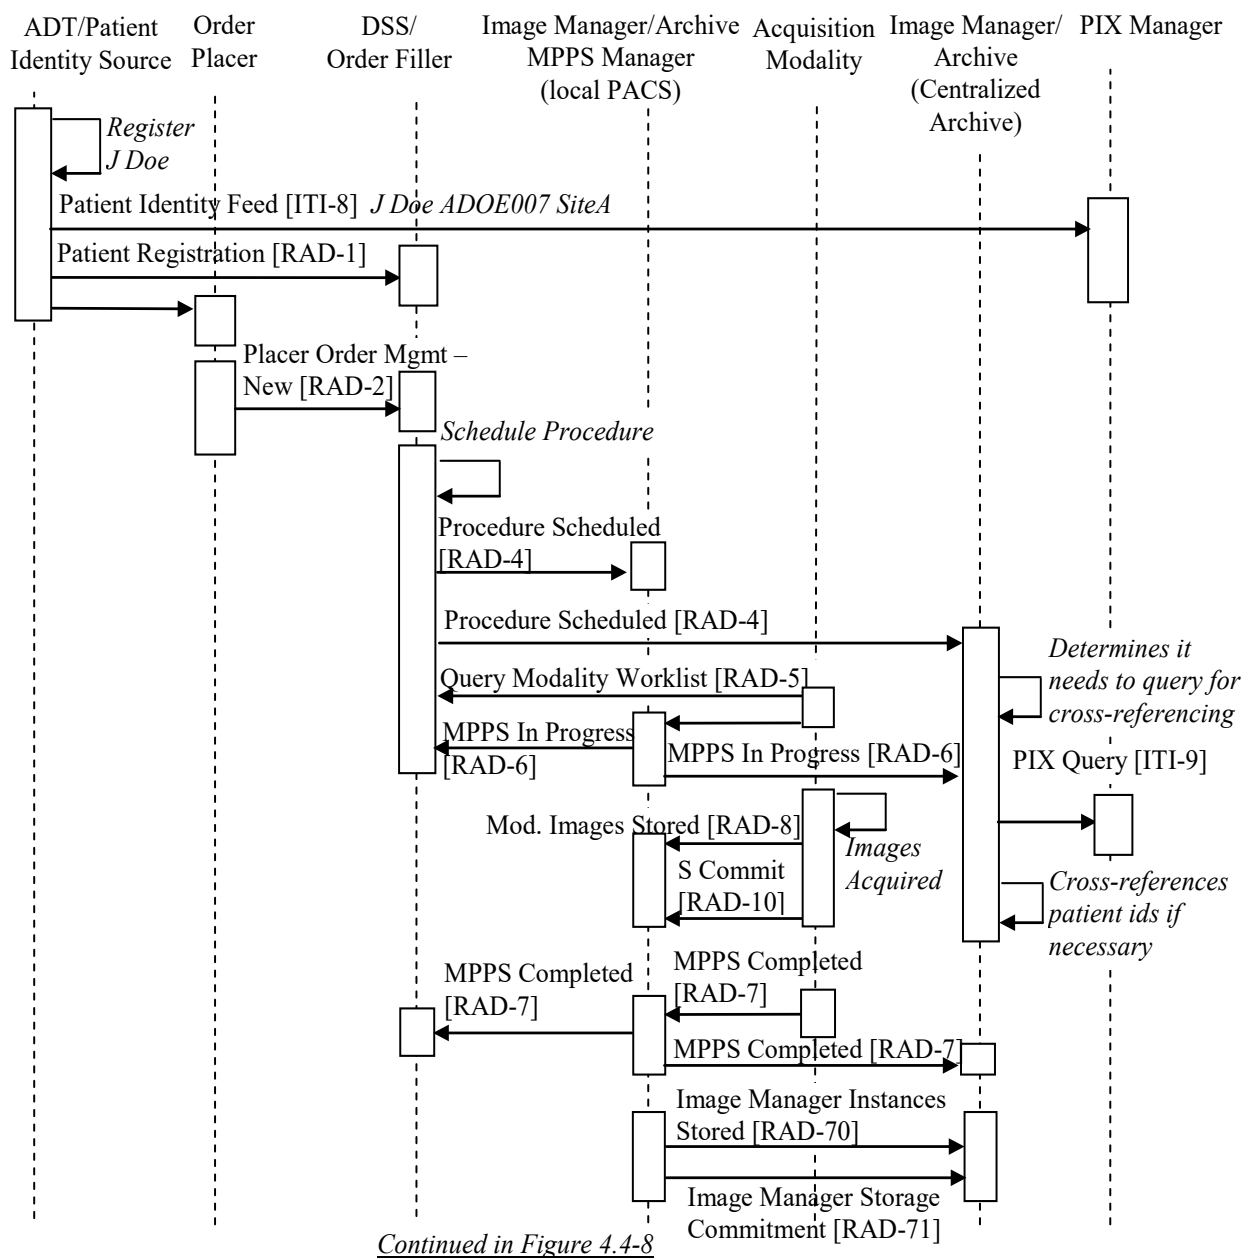 ADT/Patient
Identity Source
Order
Placer
DSS/
Order Filler
Image Manager/Archive
MPPS Manager
(local PACS)
Acquisition
Modality
Image Manager/
Archive
(Centralized
Archive)
PIX Manager
Register
J Doe
Patient Identity Feed [ITI-8] J Doe ADOE007 SiteA
Patient Registration [RAD-1]
Placer Order Mgmt –
New [RAD-2]
Schedule Procedure
Procedure Scheduled
[RAD-4]
Procedure Scheduled [RAD-4]
Determines it
needs to query for
cross-referencing
Query Modality Worklist [RAD-5]
MPPS In Progress
[RAD-6]
MPPS In Progress [RAD-6]
PIX Query [ITI-9]
Mod. Images Stored [RAD-8]
Images
Acquired
S Commit
[RAD-10]
Cross-references
patient ids if
necessary
MPPS Completed
[RAD-7]
MPPS Completed
[RAD-7]
MPPS Completed [RAD-7]
Image Manager Instances
Stored [RAD-70]
Image Manager Storage
Commitment [RAD-71]
Continued in Figure 4.4-8